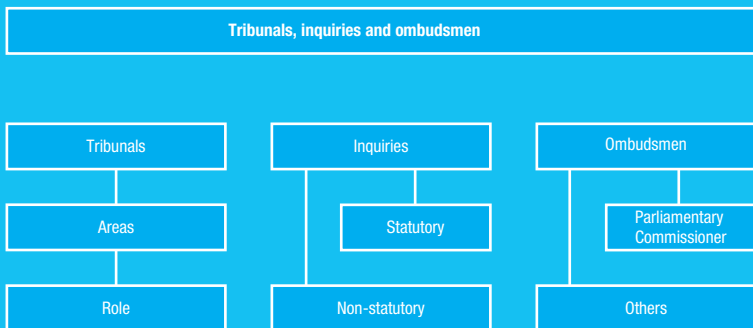 Tribunals, inquiries and ombudsmen
Tribunals
Inquiries
Ombudsmen
Areas
Statutory
Parliamentary
Commissioner
Role
Non-statutory
Others